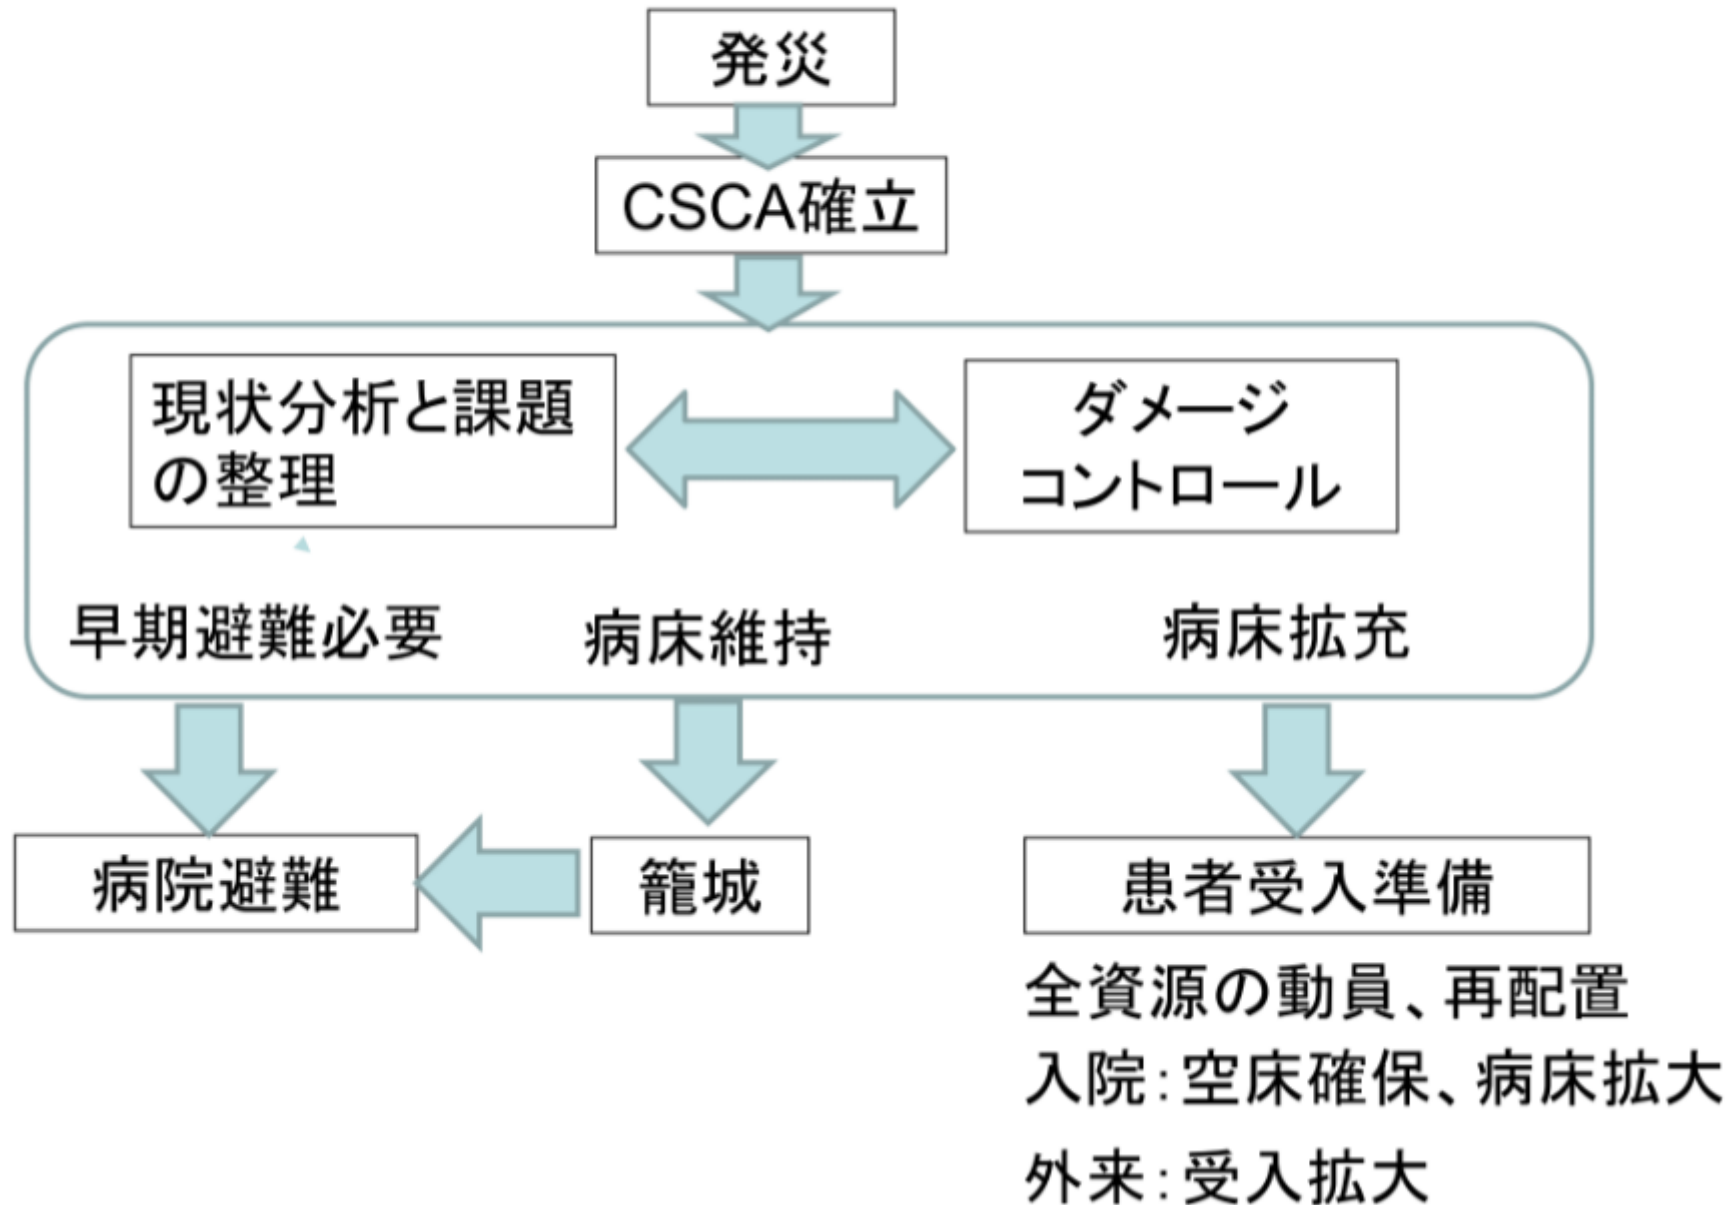 発災
CSCA確立
現状分析と課題
の整理
ダメージ
コントロール
早期避難必要
病床維持
病床拡充
病院避難
籠城
患者受入準備
全資源の動員、再配置
入院:空床確保、病床拡大
外来:受入拡大